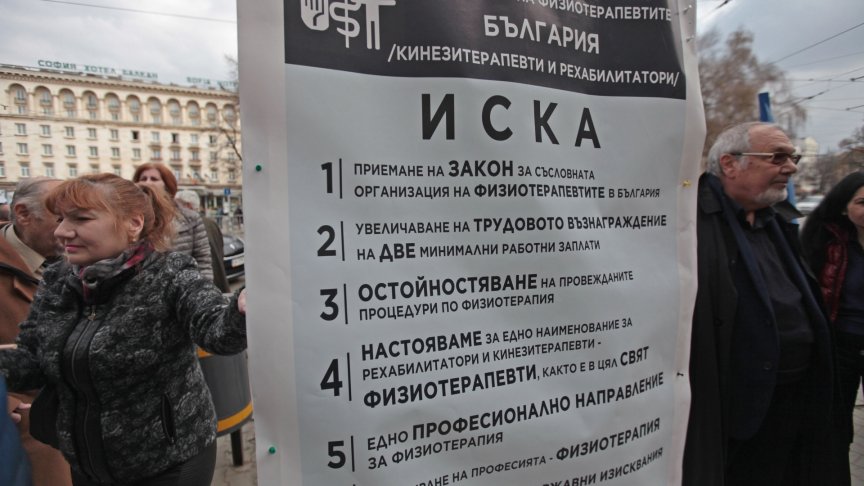 СОФИЯ ХОТЕЛ БАЛКАН
НА ФИЗИОТЕРАПЕВТИТЕ
БЪЛГАРИЯ
/КИНЕЗИТЕРАПЕВТИ И РЕХАБИЛИТАТОРИ/
ИСКА
1 ПРИЕМАНЕ НА ЗАКОН ЗА СЪСЛОВНАТА
ОРГАНИЗАЦИЯ НА ФИЗИОТЕРАПЕВТИТЕ В БЪЛГАРИЯ
2 УВЕЛИЧАВАНЕ НА ТРУДОВОТО ВЪЗНАГРАЖДЕНИЕ
НА ДВЕ МИНИМАЛНИ РАБОТНИ ЗАПЛАТИ
3 ОСТОЙНОСТЯВАНЕ НА ПРОВЕЖДАНИТЕ
ПРОЦЕДУРИ ПО ФИЗИОТЕРАПИЯ
4 НАСТОЯВАМЕ ЗА ЕДНО НАИМЕНОВАНИЕ ЗА
РЕХАБИЛИТАТОРИ И КИНЕЗИТЕРАПЕВТИ -
ФИЗИОТЕРАПЕВТИ, КАКТО Е В ЦЯЛ СВЯТ
5 ЕДНО ПРОФЕСИОНАЛНО НАПРАВЛЕНИЕ
ЗА ФИЗИОТЕРАПИЯ
НА ПРОФЕСИЯТА - ФИЗИОТЕРАПИЯ
ИЗИСКВАНИЯ